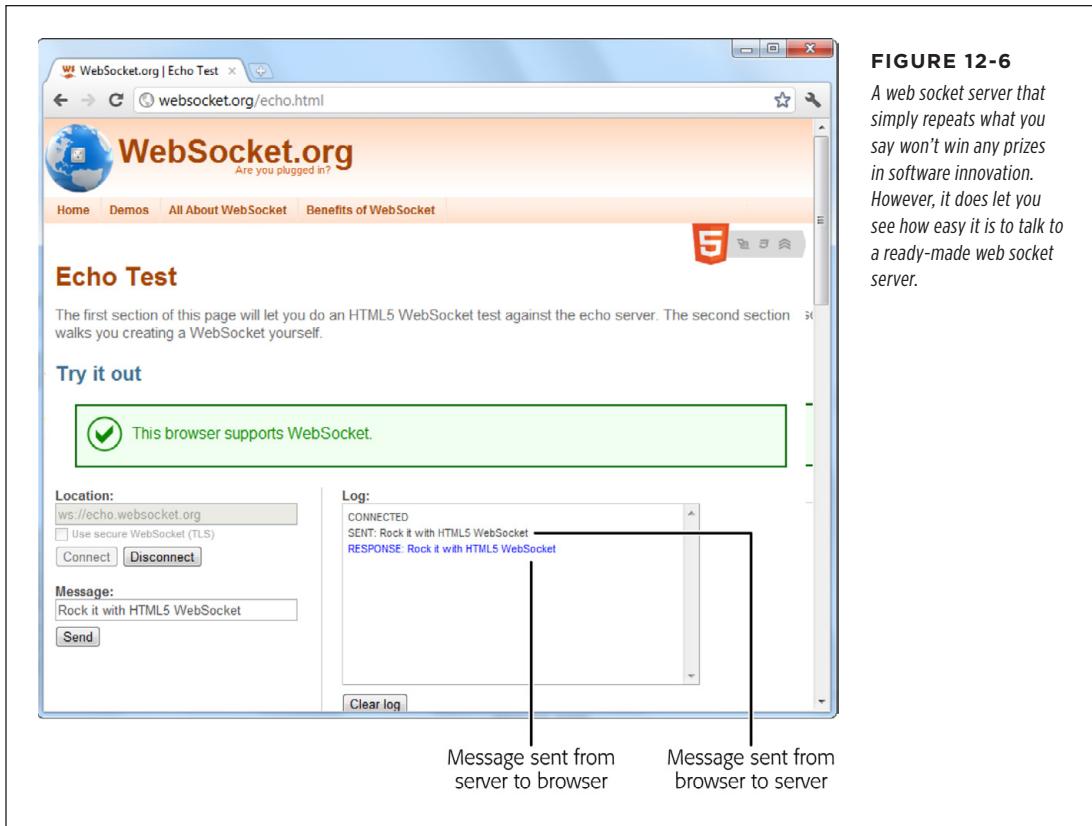 WebSocket.org | Echo Test
websocket.org/echo.html
WebSocket.org
Are you plugged in?
Home Demos All About WebSocket Benefits of WebSocket
5
Echo Test
The first section of this page will let you do an HTML5 WebSocket test against the echo server. The second section
walks you creating a WebSocket yourself.
Try it out
This browser supports WebSocket.
Location:
ws://echo.websocket.org
Use secure WebSocket (TLS)
Connect Disconnect
Message:
Rock it with HTML5 WebSocket
Send
Log:
CONNECTED
SENT: Rock it with HTML5 WebSocket
RESPONSE: Rock it with HTML5 WebSocket
Clear log
Message sent from
server to browser
Message sent from
browser to server
FIGURE 12-6
A web socket server that
simply repeats what you
say won't win any prizes
in software innovation.
However, it does let you
see how easy it is to talk to
a ready-made web socket
server.